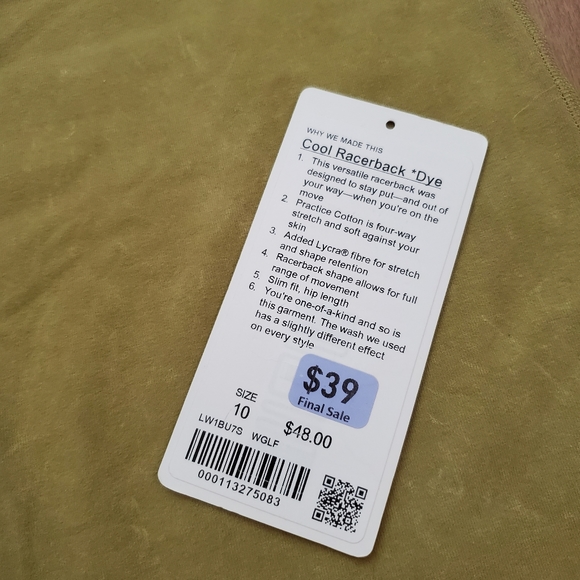 WHY WE MADE THIS
Cool Racerback *Dye
1. This versatile racerback was
designed to stay put—and out of
your way—when you're on the
move
2. Practice Cotton is four-way
stretch and soft against your
skin
3. Added Lycra® fibre for stretch
and shape retention
4. Racerback shape allows for full
range of movement
5. Slim fit, hip length
6. You're one-of-a-kind and so is
this garment. The wash we used
has a slightly different effect
on every style
$39
Final Sale
SIZE
10
$48.00
LW1BU7S WGLF
000113275083